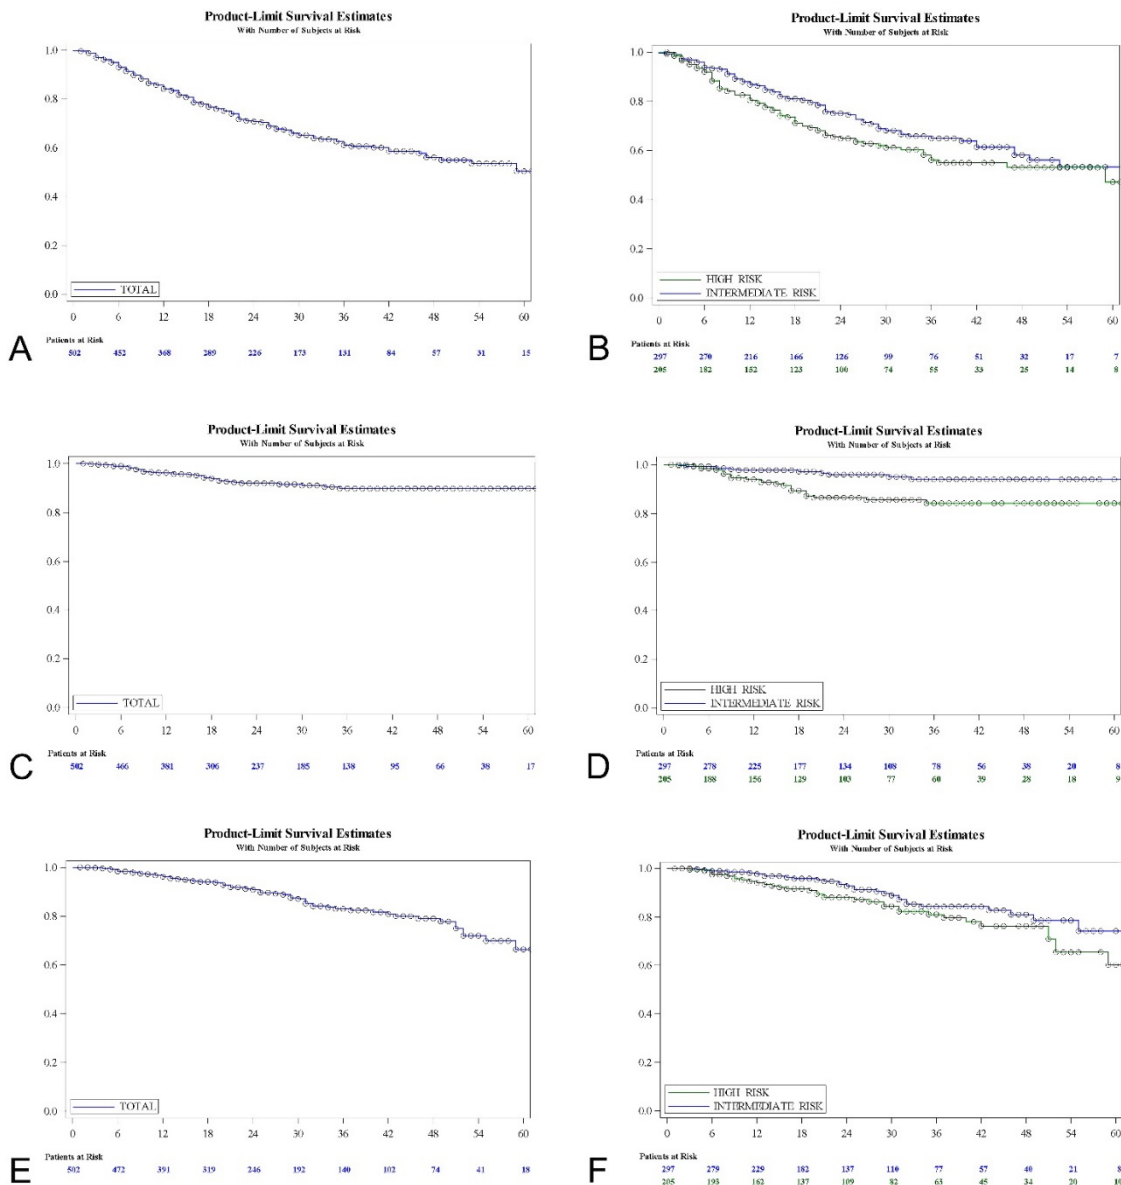 Product-Limit Survival Estimates
With Number of Subjects at Risk
1.0
0.8
0.6
0.4
0.2
0.0
TOTAL
0 6 12 18 24 30 36 42 48 54 60
A
Patients at Risk
502 452 368 289 226 173 131 84 57 31 15
Product-Limit Survival Estimates
With Number of Subjects at Risk
1.0
0.8
0.6
0.4
0.2
0.0
HIGH RISK
INTERMEDIATE RISK
0 6 12 18 24 30 36 42 48 54 60
B
Patients at Risk
297 270 216 166 126 99 76 51 32 17 7
205 182 152 123 100 74 55 33 25 14 8
Product-Limit Survival Estimates
With Number of Subjects at Risk
1.0
0.8
0.6
0.4
0.2
0.0
TOTAL
0 6 12 18 24 30 36 42 48 54 60
C
Patients at Risk
502 466 381 306 237 185 138 95 66 38 17
Product-Limit Survival Estimates
With Number of Subjects at Risk
1.0
0.8
0.6
0.4
0.2
0.0
HIGH RISK
INTERMEDIATE RISK
0 6 12 18 24 30 36 42 48 54 60
D
Patients at Risk
297 278 225 177 134 108 78 56 38 20 8
205 188 156 129 103 77 60 39 28 18 9
Product-Limit Survival Estimates
With Number of Subjects at Risk
1.0
0.8
0.6
0.4
0.2
0.0
TOTAL
0 6 12 18 24 30 36 42 48 54 60
E
Patients at Risk
502 472 391 319 246 192 140 102 74 41 18
Product-Limit Survival Estimates
With Number of Subjects at Risk
1.0
0.8
0.6
0.4
0.2
0.0
HIGH RISK
INTERMEDIATE RISK
0 6 12 18 24 30 36 42 48 54 60
F
Patients at Risk
297 279 229 182 137 110 77 57 40 21 8
205 193 162 137 109 82 63 45 34 20 10